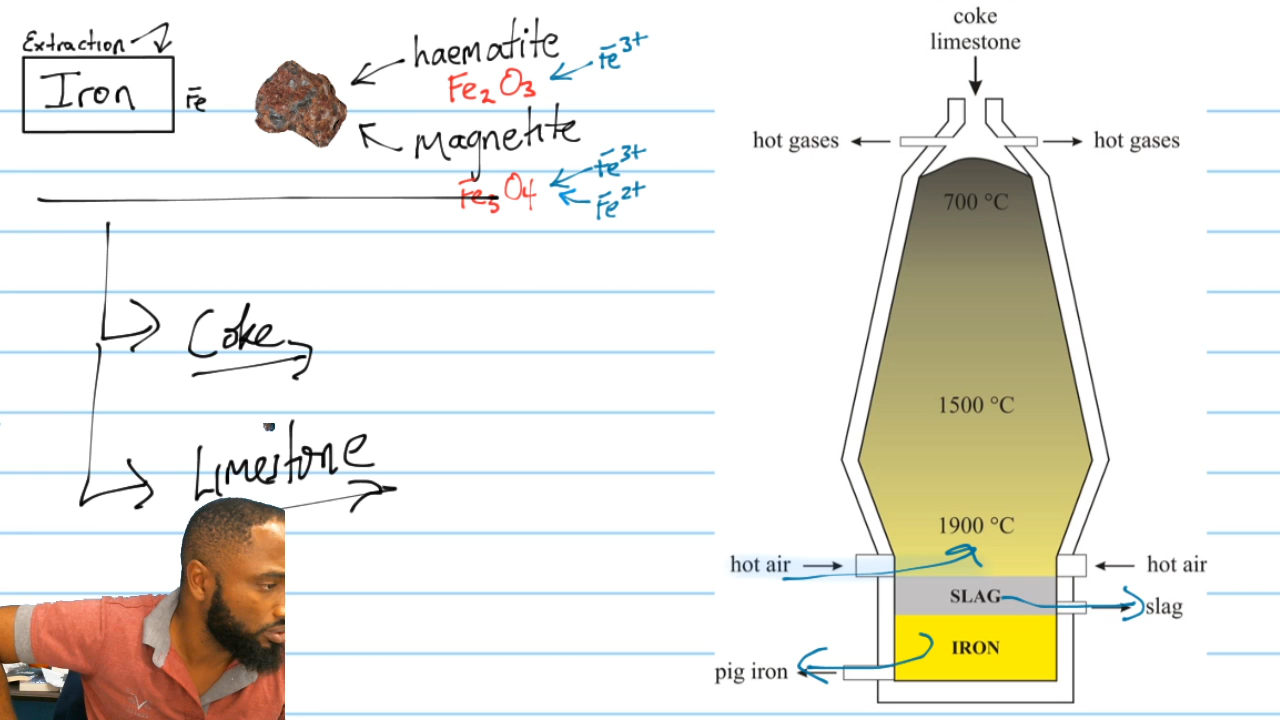 Extraction
Iron
Fe
haematite
Fe2O3
Fe3+
magnetite
Fe3O4
Fe3+
Fe2+
Coke
Limestone
coke
limestone
hot gases
hot gases
700 °C
1500 °C
1900 °C
hot air
hot air
SLAG
slag
IRON
pig iron